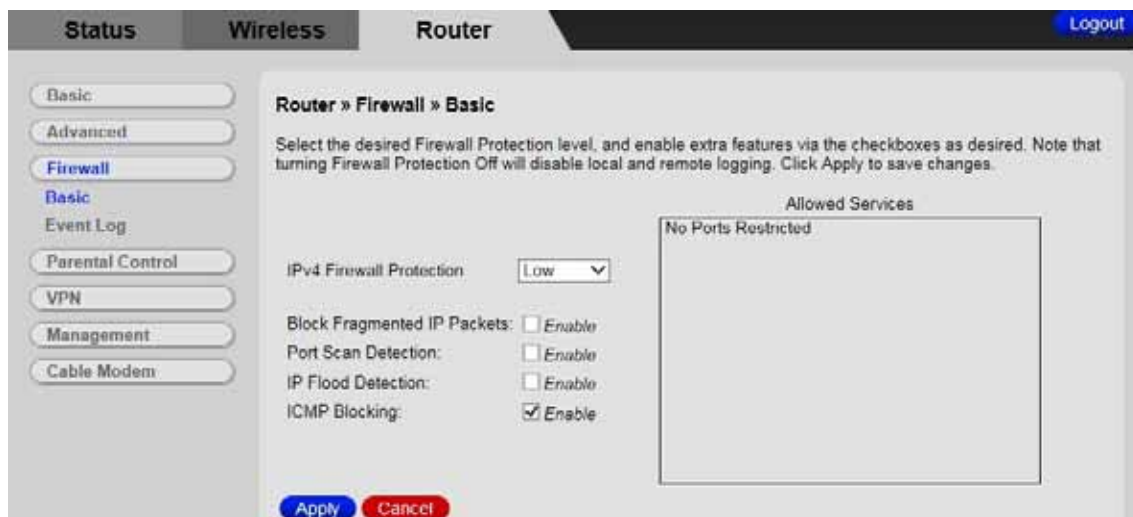 Status
Wireless
Router
Logout
Basic
Advanced
Firewall
Basic
Event Log
Parental Control
VPN
Management
Cable Modem
Router » Firewall » Basic
Select the desired Firewall Protection level, and enable extra features via the checkboxes as desired. Note that
turning Firewall Protection Off will disable local and remote logging. Click Apply to save changes.
Allowed Services
No Ports Restricted
IPv4 Firewall Protection Low
Block Fragmented IP Packets: Enable
Port Scan Detection: Enable
IP Flood Detection: Enable
ICMP Blocking: Enable
Apply Cancel